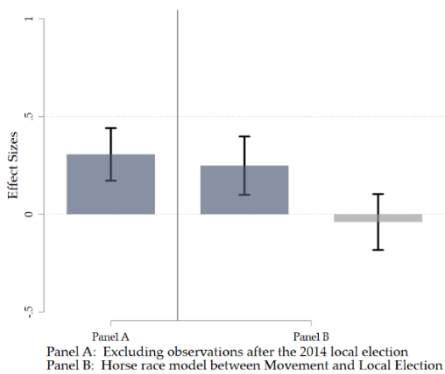 1
.5
0
-.5
Effect Sizes
Panel A
Panel B
Panel A: Excluding observations after the 2014 local election
Panel B: Horse race model between Movement and Local Election